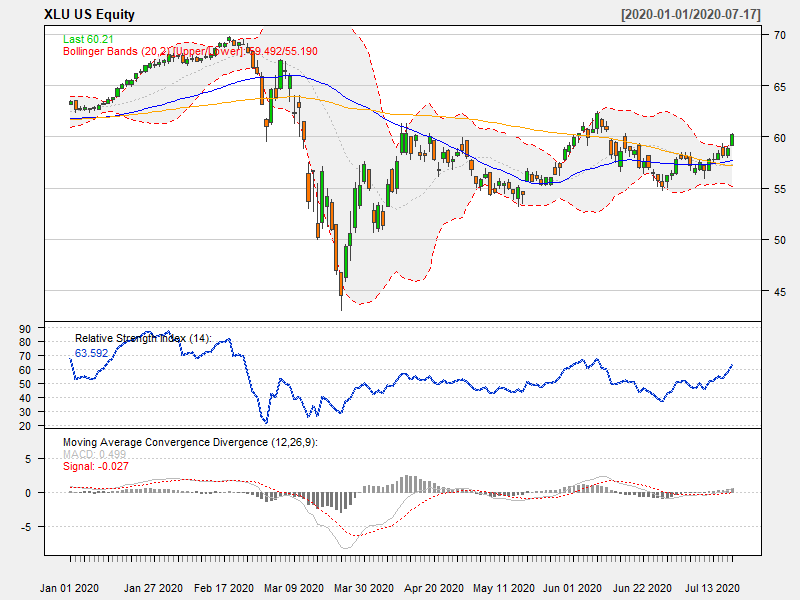 XLU US Equity [2020-01-01/2020-07-17]
Last 60.21
Bollinger Bands (20,2) [Upper/Lower]: 59.492/55.190
70
65
60
55
50
45
Relative Strength Index (14):
63.592
90
80
70
60
50
40
30
20
Moving Average Convergence Divergence (12,26,9):
MACD: 0.499
Signal: -0.027
5
0
-5
Jan 01 2020 Jan 27 2020 Feb 17 2020 Mar 09 2020 Mar 30 2020 Apr 20 2020 May 11 2020 Jun 01 2020 Jun 22 2020 Jul 13 2020